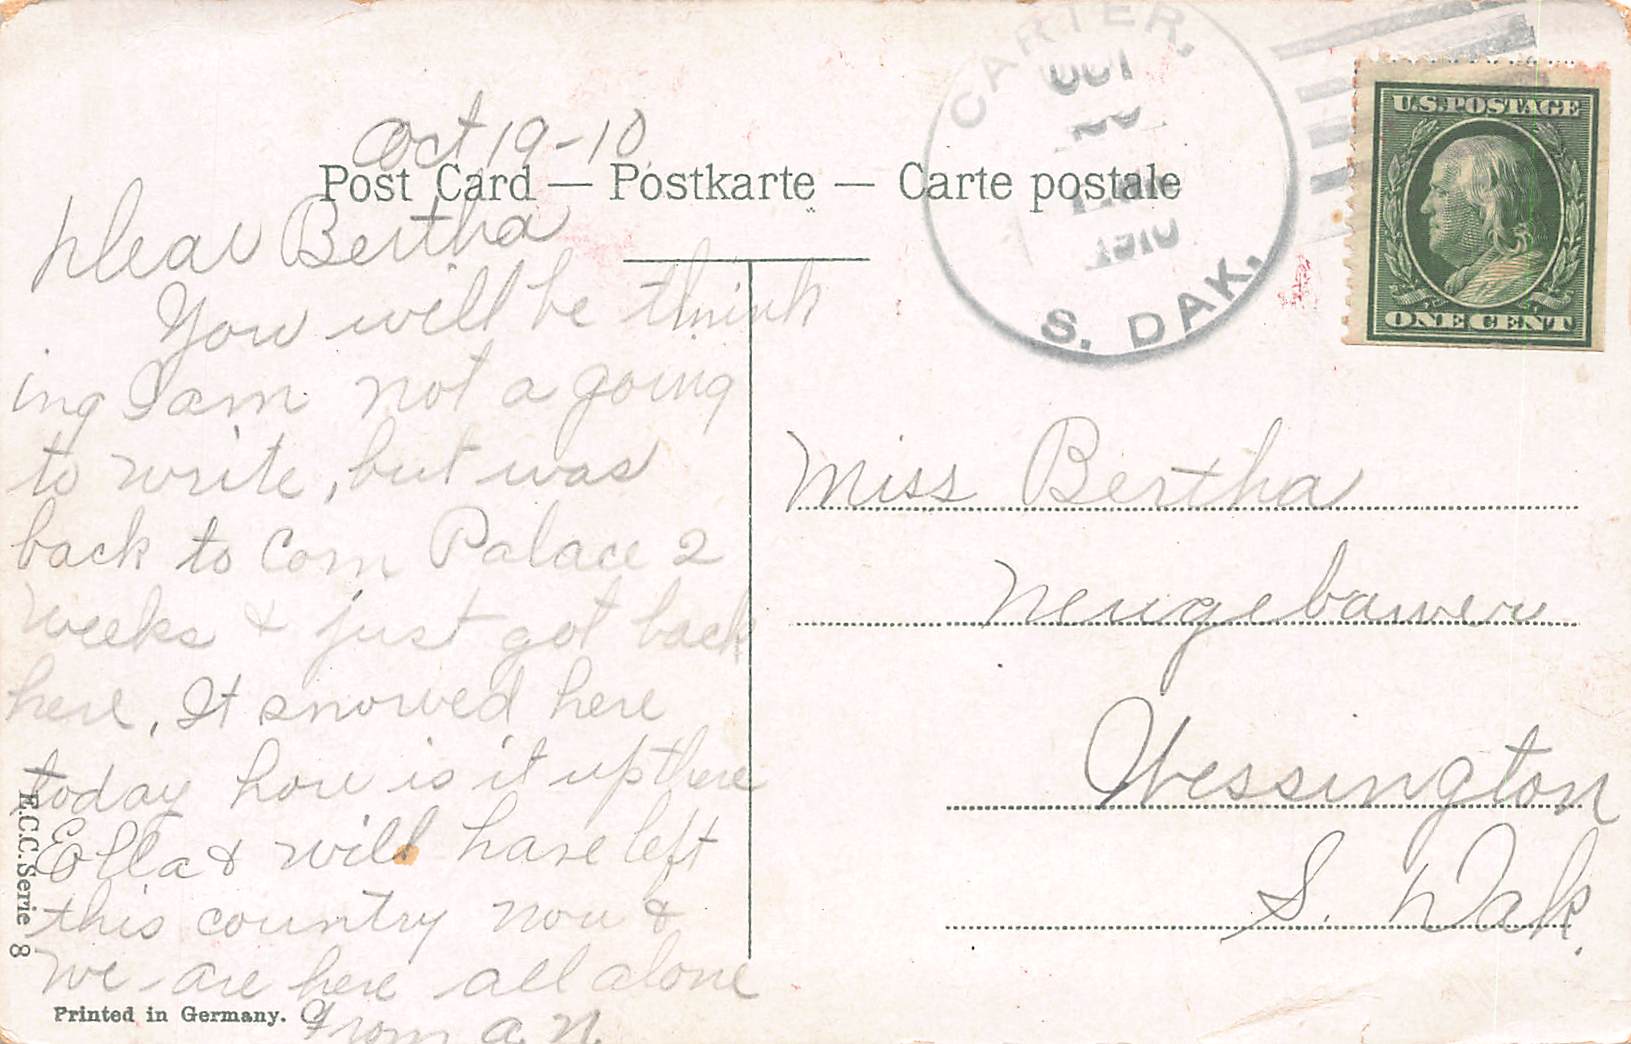 CARTER,
OCT
1910
S. DAK.
U.S. POSTAGE
ONE CENT
Oct 19-10
Post Card — Postkarte — Carte postale
Dear Bertha
You will be think
ing I am not a going
to write, but was
back to Corn Palace 2
weeks & just got back
here, It snowed here
today how is it up there
Ella & Will have left
this country now &
we are here all alone
From A. N.
Miss Bertha
Neugebauer
Wessington
S. Dak.
E.C.C. Serie 8
Printed in Germany.